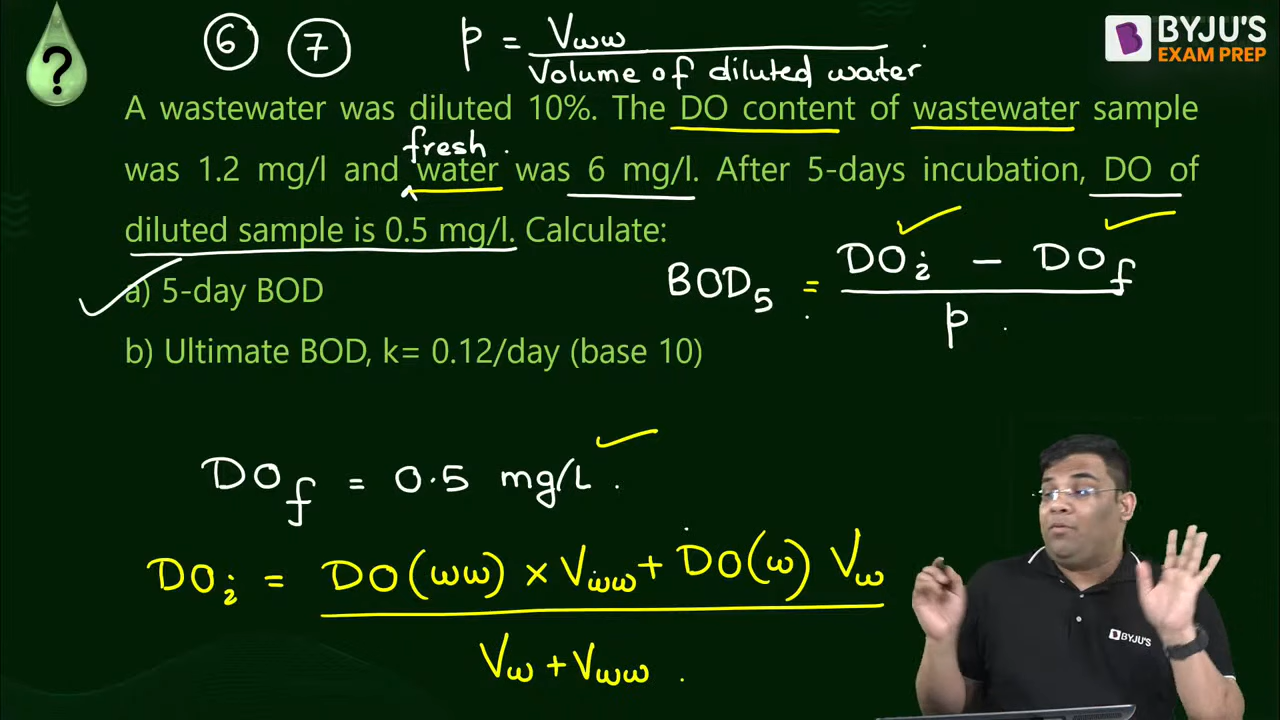 6 7 p = Vww / Volume of diluted water
BYJU'S
EXAM PREP
?
A wastewater was diluted 10%. The DO content of wastewater sample
fresh
was 1.2 mg/l and water was 6 mg/l. After 5-days incubation, DO of
diluted sample is 0.5 mg/l. Calculate:
BOD5 = DOi - DOf / p
a) 5-day BOD
b) Ultimate BOD, k= 0.12/day (base 10)
DOf = 0.5 mg/L.
DOi = DO(ww) × Vww + DO(w) Vw / Vw + Vww.
BYJU'S